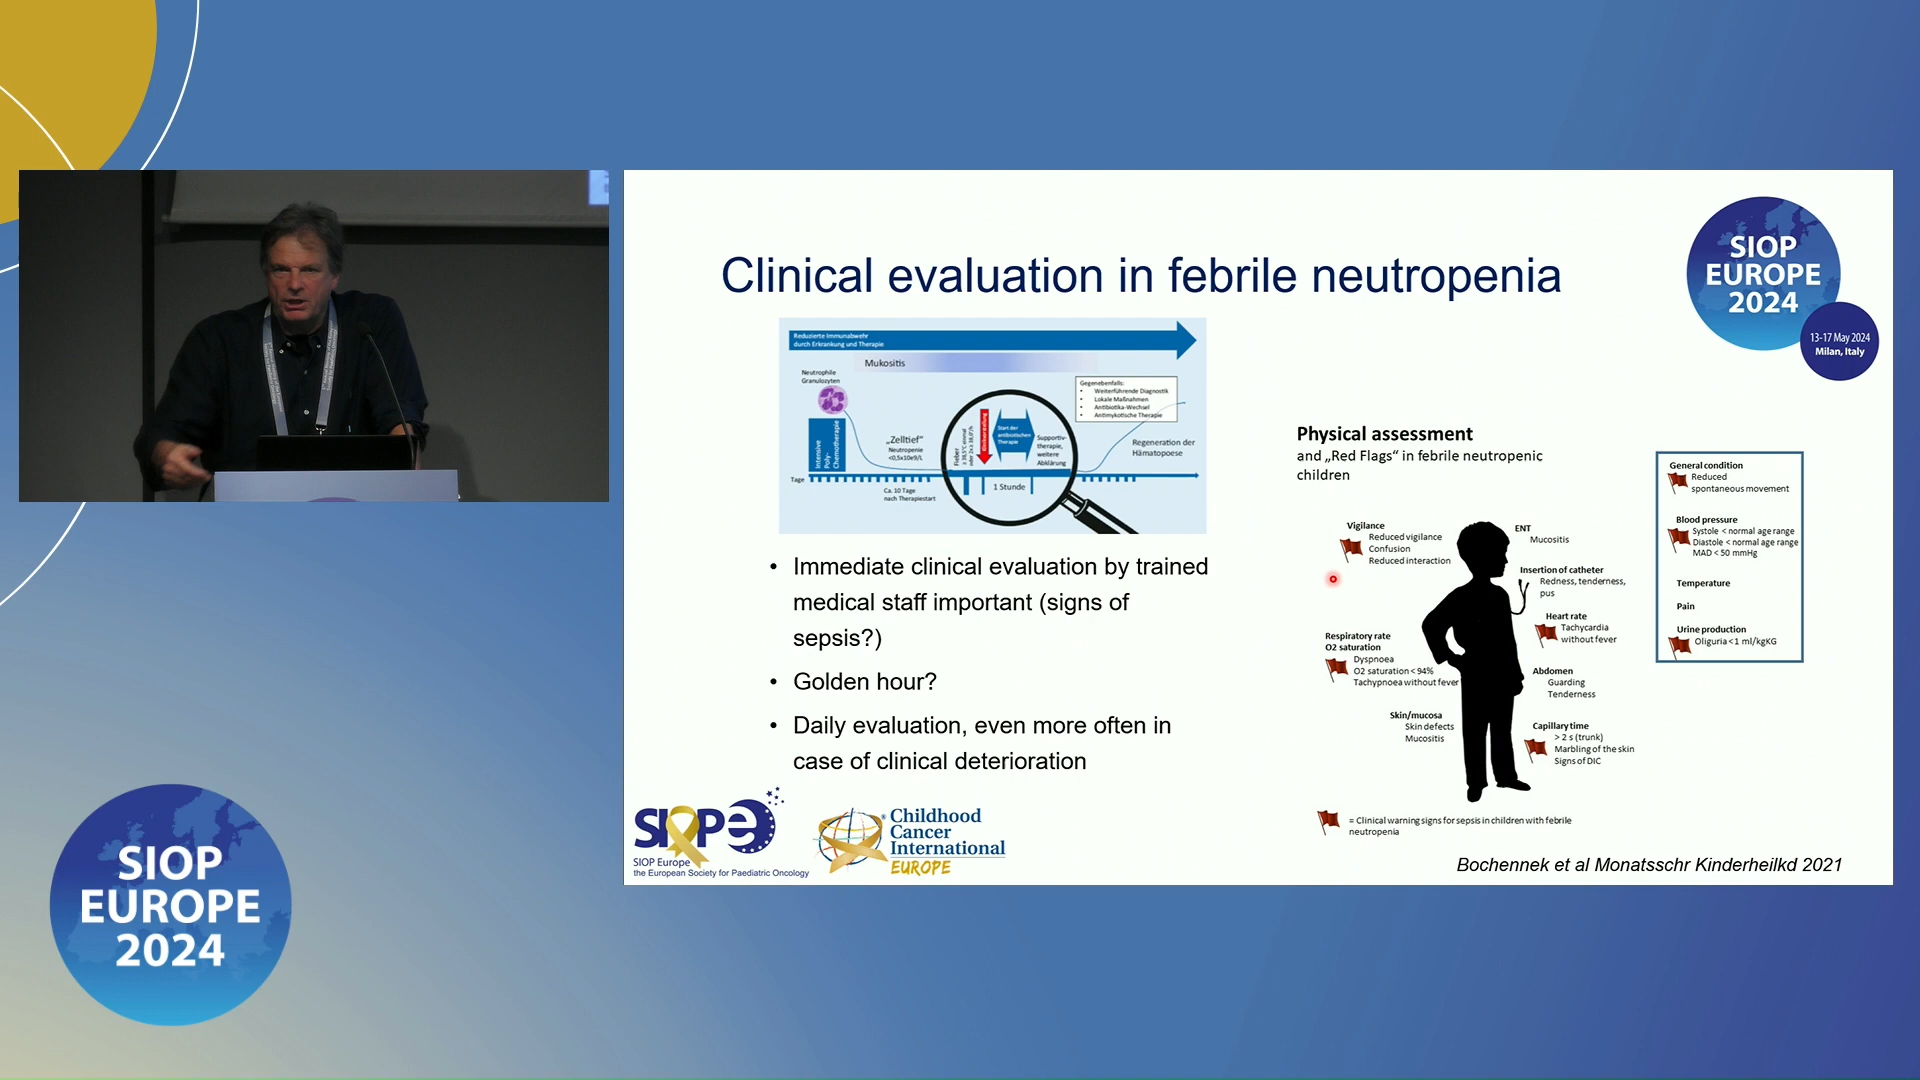 Clinical evaluation in febrile neutropenia
SIOP
EUROPE
2024
13-17 May 2024
Milan, Italy
Reduzierte Immunabwehr
durch Erkrankung und Therapie
Mukositis
Neutrophile
Granulozyten
Gegenebenfalls:
• Weiterführende Diagnostik
• Lokale Maßnahmen
• Antibiotika-Wechsel
• Antimykotische Therapie
Intensive
Poly-
Chemotherapie
„Zelltief“
Neutropenie
<0,5x10e9/L
Fieber
Start der
antibiotischen
Therapie
Supportiv-
therapie,
weitere
Abklärung
Regeneration der
Hämatopoese
Tage
Ca. 10 Tage
nach Therapiestart
1 Stunde
• Immediate clinical evaluation by trained
medical staff important (signs of
sepsis?)
• Golden hour?
• Daily evaluation, even more often in
case of clinical deterioration
Physical assessment
and „Red Flags“ in febrile neutropenic
children
General condition
Reduced
spontaneous movement
Blood pressure
Systole < normal age range
Diastole < normal age range
MAD < 50 mmHg
Temperature
Pain
Urine production
Oliguria < 1 ml/kgKG
Vigilance
Reduced vigilance
Confusion
Reduced interaction
ENT
Mucositis
Insertion of catheter
Redness, tenderness,
pus
Heart rate
Tachycardia
without fever
Respiratory rate
O2 saturation
Dyspnoea
O2 saturation < 94%
Tachypnoea without fever
Abdomen
Guarding
Tenderness
Skin/mucosa
Skin defects
Mucositis
Capillary time
> 2 s (trunk)
Marbling of the skin
Signs of DIC
= Clinical warning signs for sepsis in children with febrile
neutropenia
Bochennek et al Monatsschr Kinderheilkd 2021
SIOPe
SIOP Europe
the European Society for Paediatric Oncology
Childhood
Cancer
International
EUROPE
SIOP
EUROPE
2024